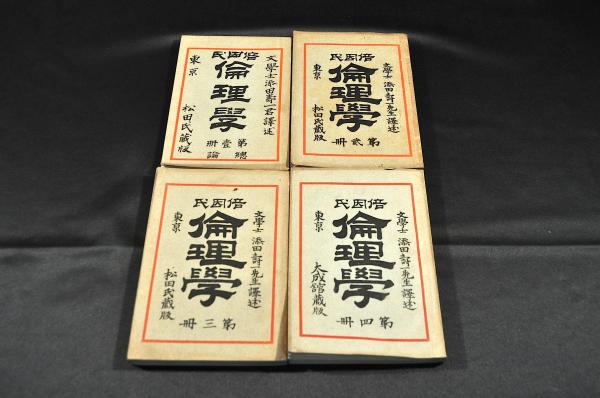 倍因氏
文學士 添田壽一君譯述
倫理學
東京
松田氏藏版
第壹冊
總論
倍因氏
文學士 添田壽一先生譯述
倫理學
東京
松田氏藏版
第貳冊
倍因氏
文學士 添田壽一先生譯述
倫理學
東京
松田氏藏版
第三冊
倍因氏
文學士 添田壽一先生譯述
倫理學
東京
大成館藏版
第四冊